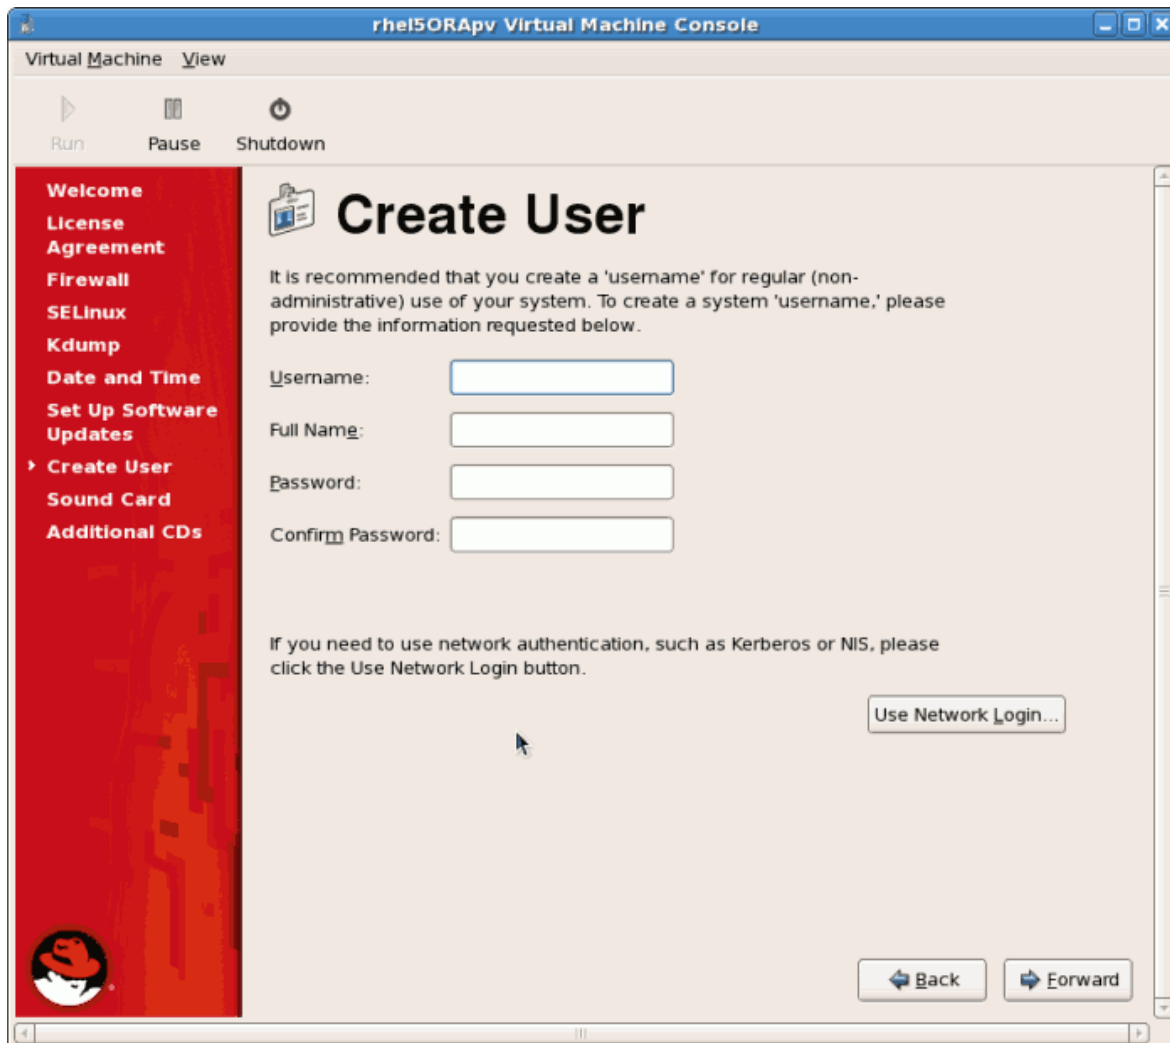 rhel5ORApv Virtual Machine Console
Virtual Machine View
Run Pause Shutdown
Welcome
License
Agreement
Firewall
SELinux
Kdump
Date and Time
Set Up Software
Updates
Create User
Sound Card
Additional CDs
Create User
It is recommended that you create a 'username' for regular (non-
administrative) use of your system. To create a system 'username,' please
provide the information requested below.
Username:
Full Name:
Password:
Confirm Password:
If you need to use network authentication, such as Kerberos or NIS, please
click the Use Network Login button.
Use Network Login...
Back Forward